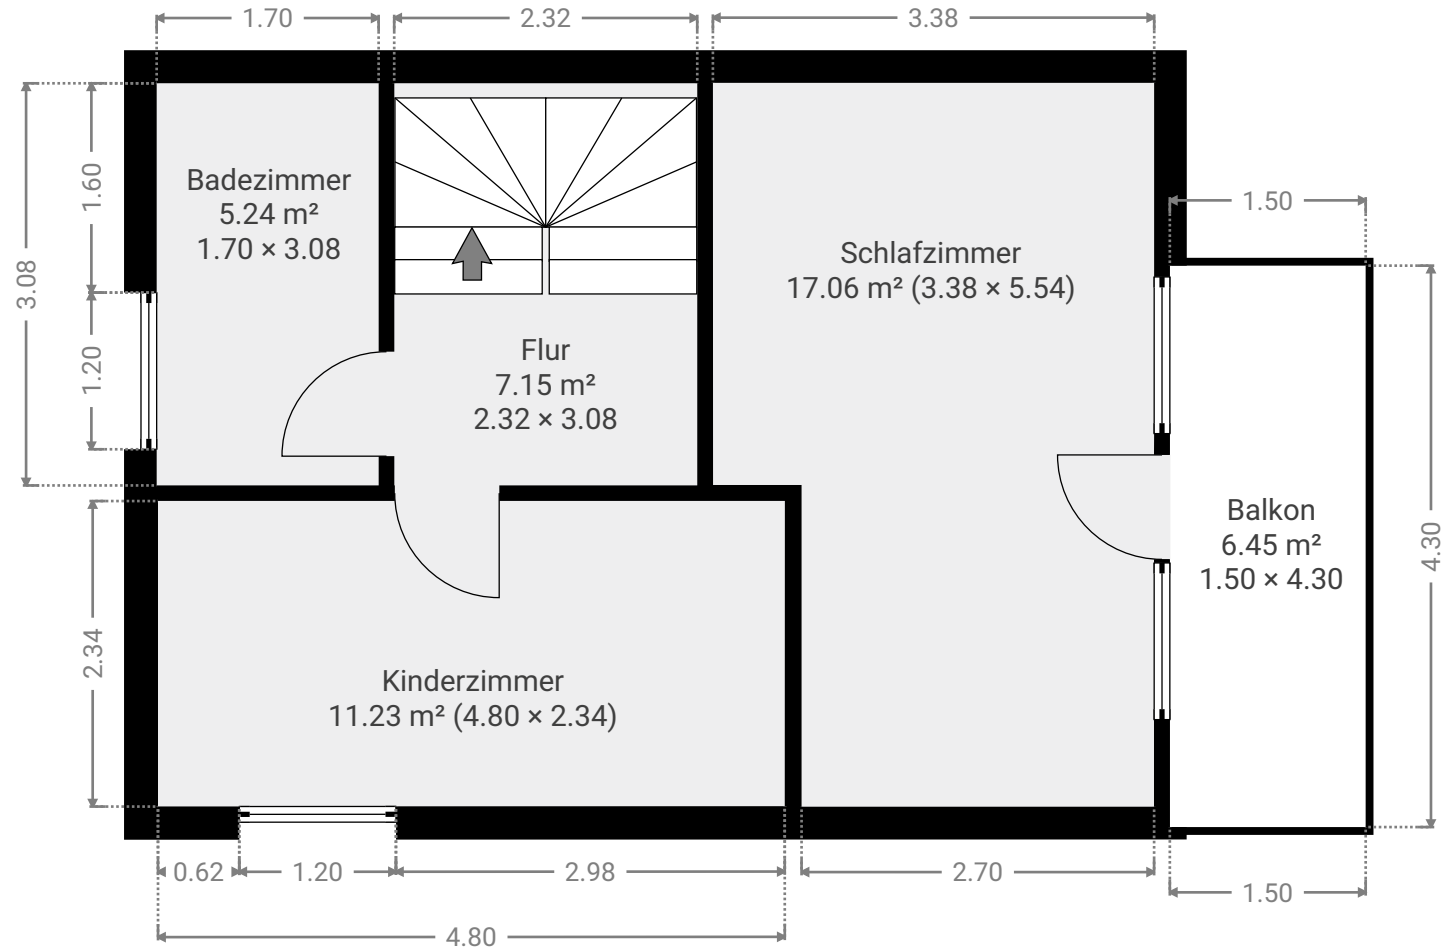 1.70
2.32
3.38
1.60
3.08
1.20
Badezimmer
5.24 m²
1.70 × 3.08
Flur
7.15 m²
2.32 × 3.08
Schlafzimmer
17.06 m² (3.38 × 5.54)
1.50
Balkon
6.45 m²
1.50 × 4.30
4.30
2.34
Kinderzimmer
11.23 m² (4.80 × 2.34)
0.62
1.20
2.98
2.70
1.50
4.80